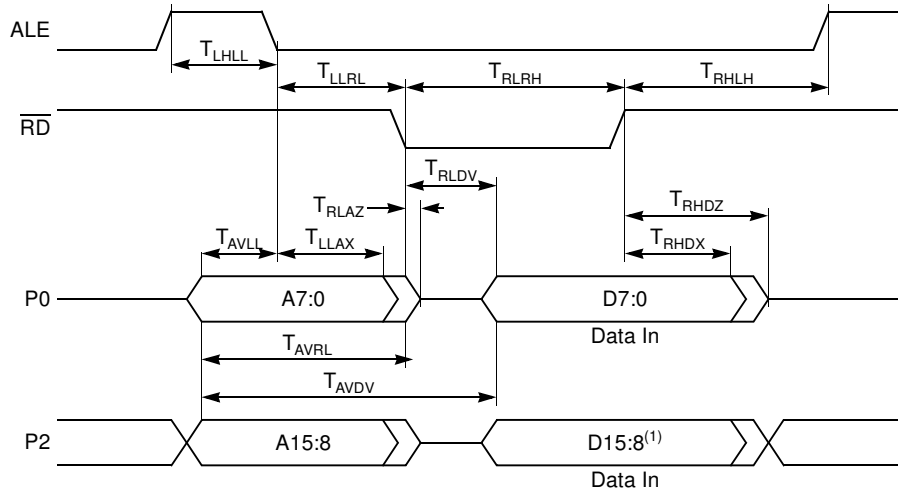 ALE
T_LHLL
T_LLRL
T_RLRH
T_RHLH
RD
T_RLDV
T_RLAZ
T_RHDZ
T_AVLL
T_LLAX
T_RHDX
P0
A7:0
D7:0
Data In
T_AVRL
T_AVDV
P2
A15:8
D15:8(1)
Data In